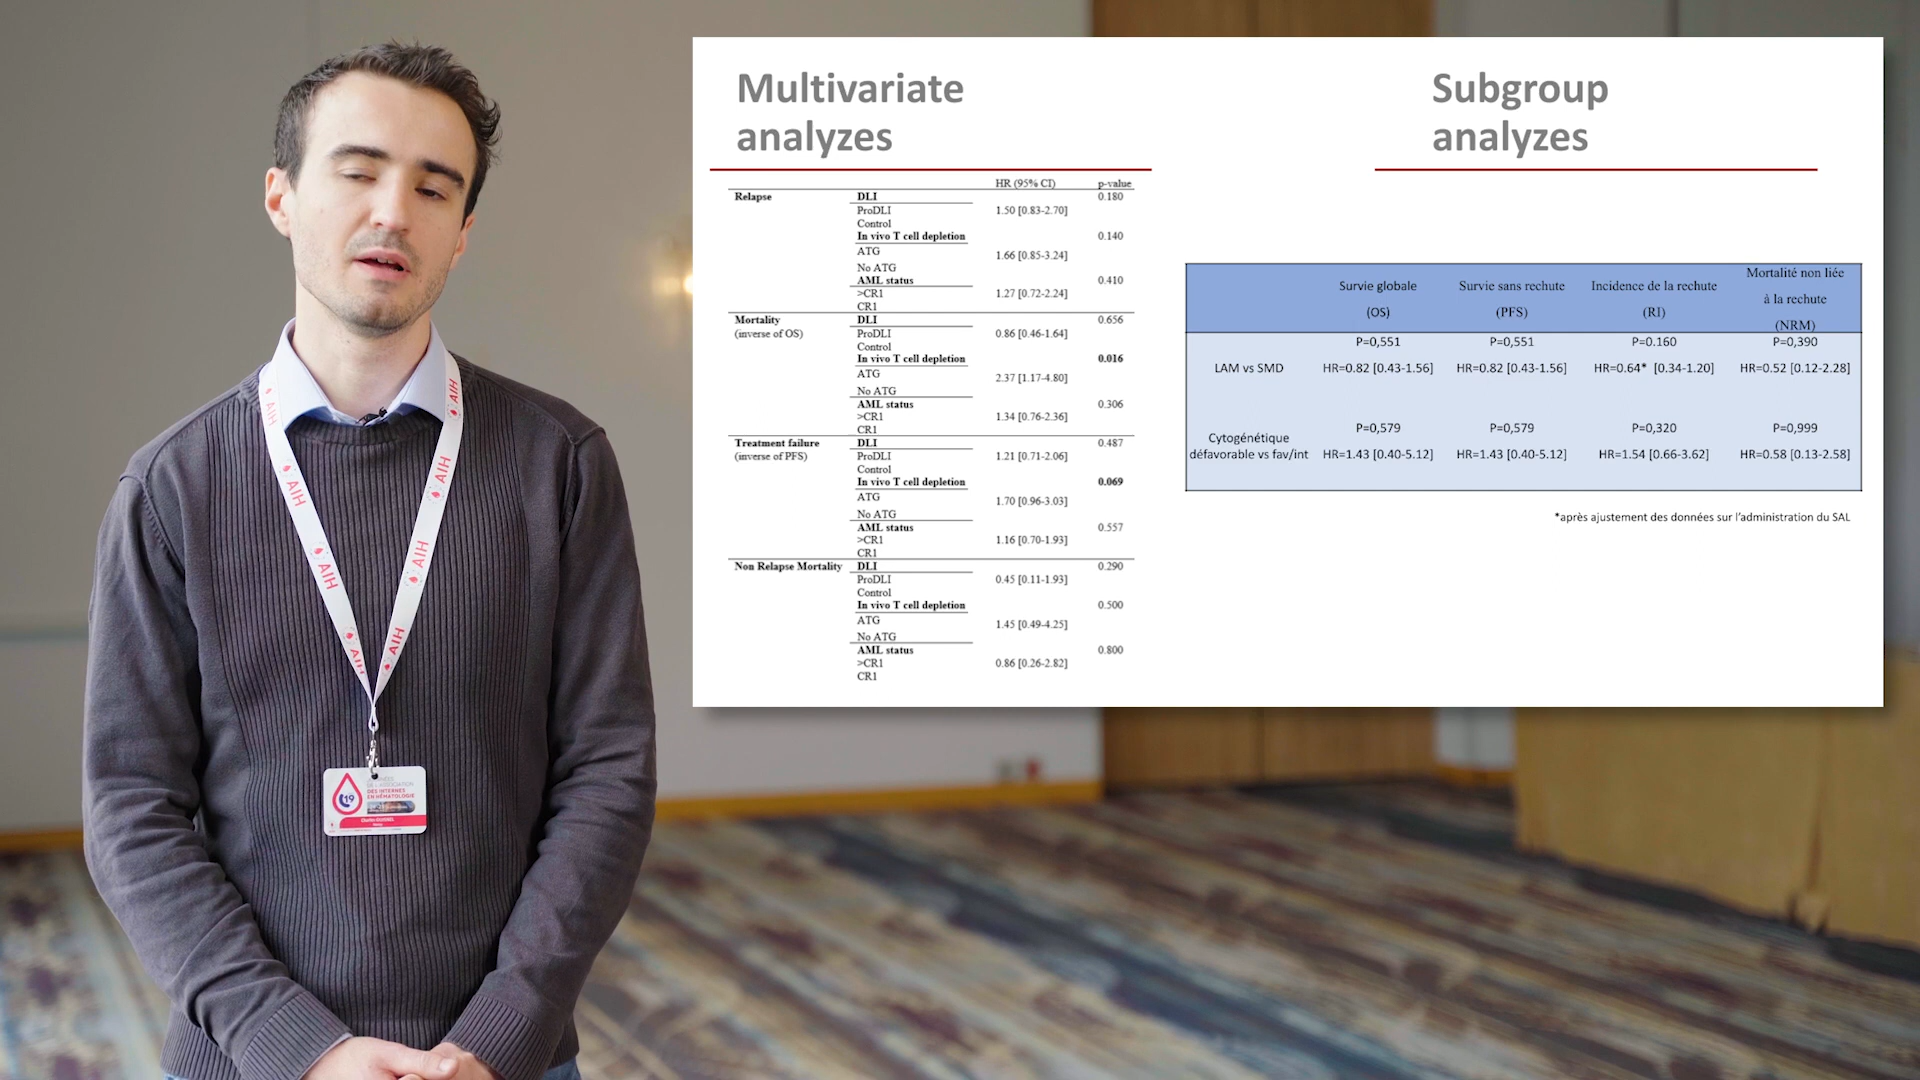 Multivariate
analyzes
HR (95% CI) p-value
Relapse DLI 0.180
ProDLI 1.50 [0.83-2.70]
Control
In vivo T cell depletion 0.140
ATG 1.66 [0.85-3.24]
No ATG
AML status 0.410
>CR1 1.27 [0.72-2.24]
CR1
Mortality DLI 0.656
(inverse of OS) ProDLI 0.86 [0.46-1.64]
Control
In vivo T cell depletion 0.016
ATG 2.37 [1.17-4.80]
No ATG
AML status 0.306
>CR1 1.34 [0.76-2.36]
CR1
Treatment failure DLI 0.487
(inverse of PFS) ProDLI 1.21 [0.71-2.06]
Control
In vivo T cell depletion 0.069
ATG 1.70 [0.96-3.03]
No ATG
AML status 0.557
>CR1 1.16 [0.70-1.93]
CR1
Non Relapse Mortality DLI 0.290
ProDLI 0.45 [0.11-1.93]
Control
In vivo T cell depletion 0.500
ATG 1.45 [0.49-4.25]
No ATG
AML status 0.800
>CR1 0.86 [0.26-2.82]
CR1
Subgroup
analyzes
Survie globale
(OS)
Survie sans rechute
(PFS)
Incidence de la rechute
(RI)
Mortalité non liée
à la rechute
(NRM)
P=0,551 P=0,551 P=0.160 P=0,390
LAM vs SMD HR=0.82 [0.43-1.56] HR=0.82 [0.43-1.56] HR=0.64* [0.34-1.20] HR=0.52 [0.12-2.28]
P=0,579 P=0,579 P=0,320 P=0,999
Cytogénétique
défavorable vs fav/int HR=1.43 [0.40-5.12] HR=1.43 [0.40-5.12] HR=1.54 [0.66-3.62] HR=0.58 [0.13-2.58]
*après ajustement des données sur l'administration du SAL
AIH
AIH
AIH
AIH
AIH
AIH
AIH
AIH
19
DE L'ASSOCIATION
DES INTERNES
EN HÉMATOLOGIE